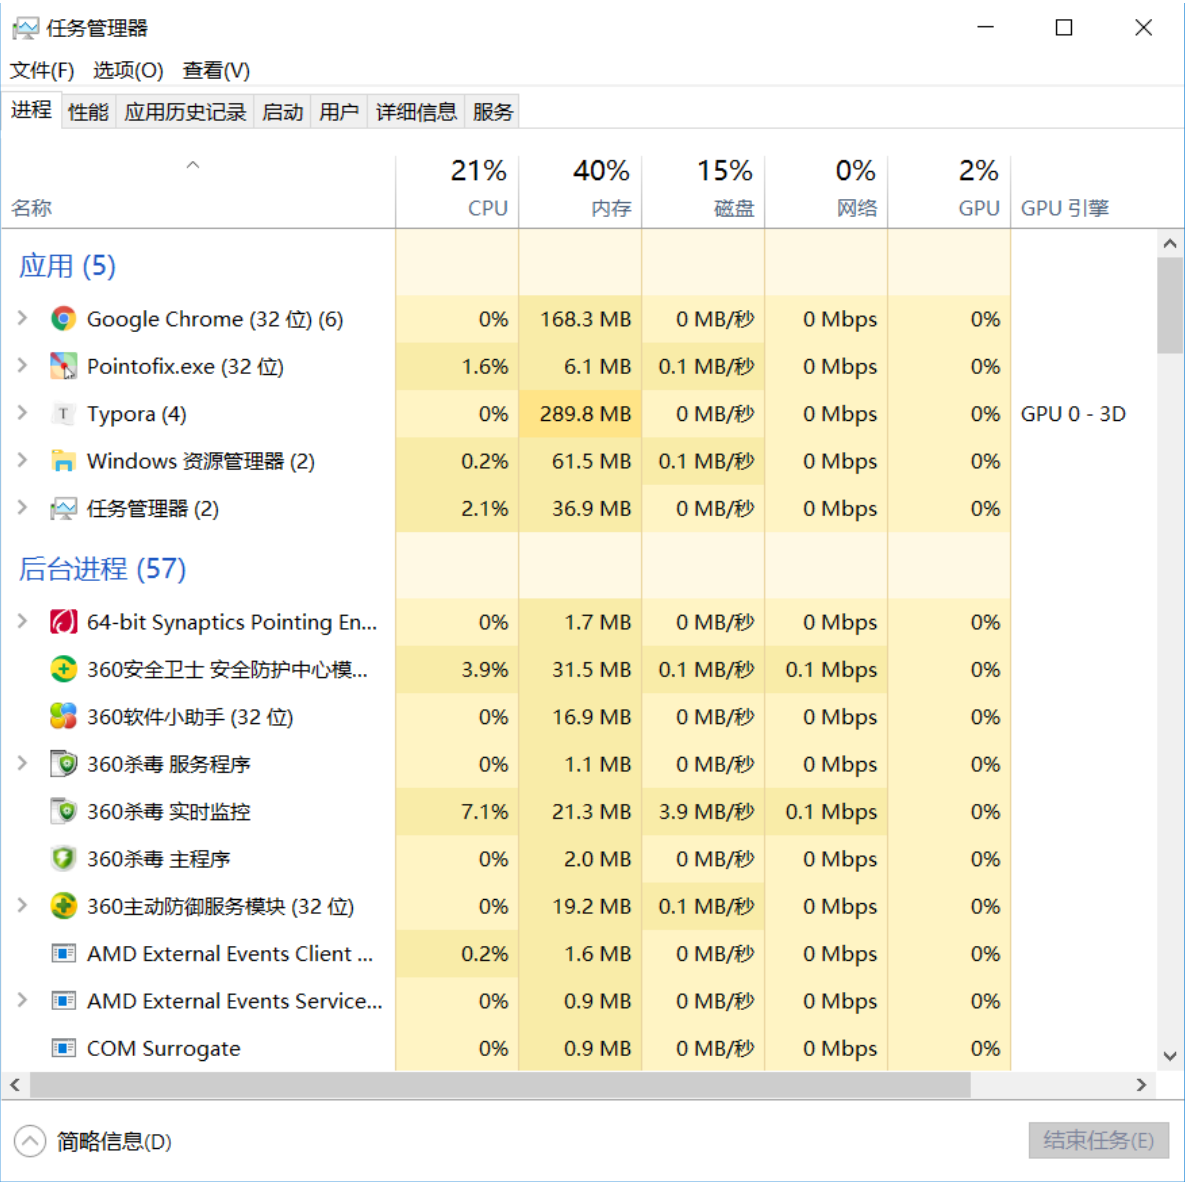 任务管理器
文件(F) 选项(O) 查看(V)
进程 性能 应用历史记录 启动 用户 详细信息 服务
21% 40% 15% 0% 2%
名称 CPU 内存 磁盘 网络 GPU GPU 引擎
应用 (5)
Google Chrome (32 位) (6) 0% 168.3 MB 0 MB/秒 0 Mbps 0%
Pointofix.exe (32 位) 1.6% 6.1 MB 0.1 MB/秒 0 Mbps 0%
T Typora (4) 0% 289.8 MB 0 MB/秒 0 Mbps 0% GPU 0 - 3D
Windows 资源管理器 (2) 0.2% 61.5 MB 0.1 MB/秒 0 Mbps 0%
任务管理器 (2) 2.1% 36.9 MB 0 MB/秒 0 Mbps 0%
后台进程 (57)
64-bit Synaptics Pointing En... 0% 1.7 MB 0 MB/秒 0 Mbps 0%
360安全卫士 安全防护中心模... 3.9% 31.5 MB 0.1 MB/秒 0.1 Mbps 0%
360软件小助手 (32 位) 0% 16.9 MB 0 MB/秒 0 Mbps 0%
360杀毒 服务程序 0% 1.1 MB 0 MB/秒 0 Mbps 0%
360杀毒 实时监控 7.1% 21.3 MB 3.9 MB/秒 0.1 Mbps 0%
360杀毒 主程序 0% 2.0 MB 0 MB/秒 0 Mbps 0%
360主动防御服务模块 (32 位) 0% 19.2 MB 0.1 MB/秒 0 Mbps 0%
AMD External Events Client ... 0.2% 1.6 MB 0 MB/秒 0 Mbps 0%
AMD External Events Service... 0% 0.9 MB 0 MB/秒 0 Mbps 0%
COM Surrogate 0% 0.9 MB 0 MB/秒 0 Mbps 0%
简略信息(D) 结束任务(E)